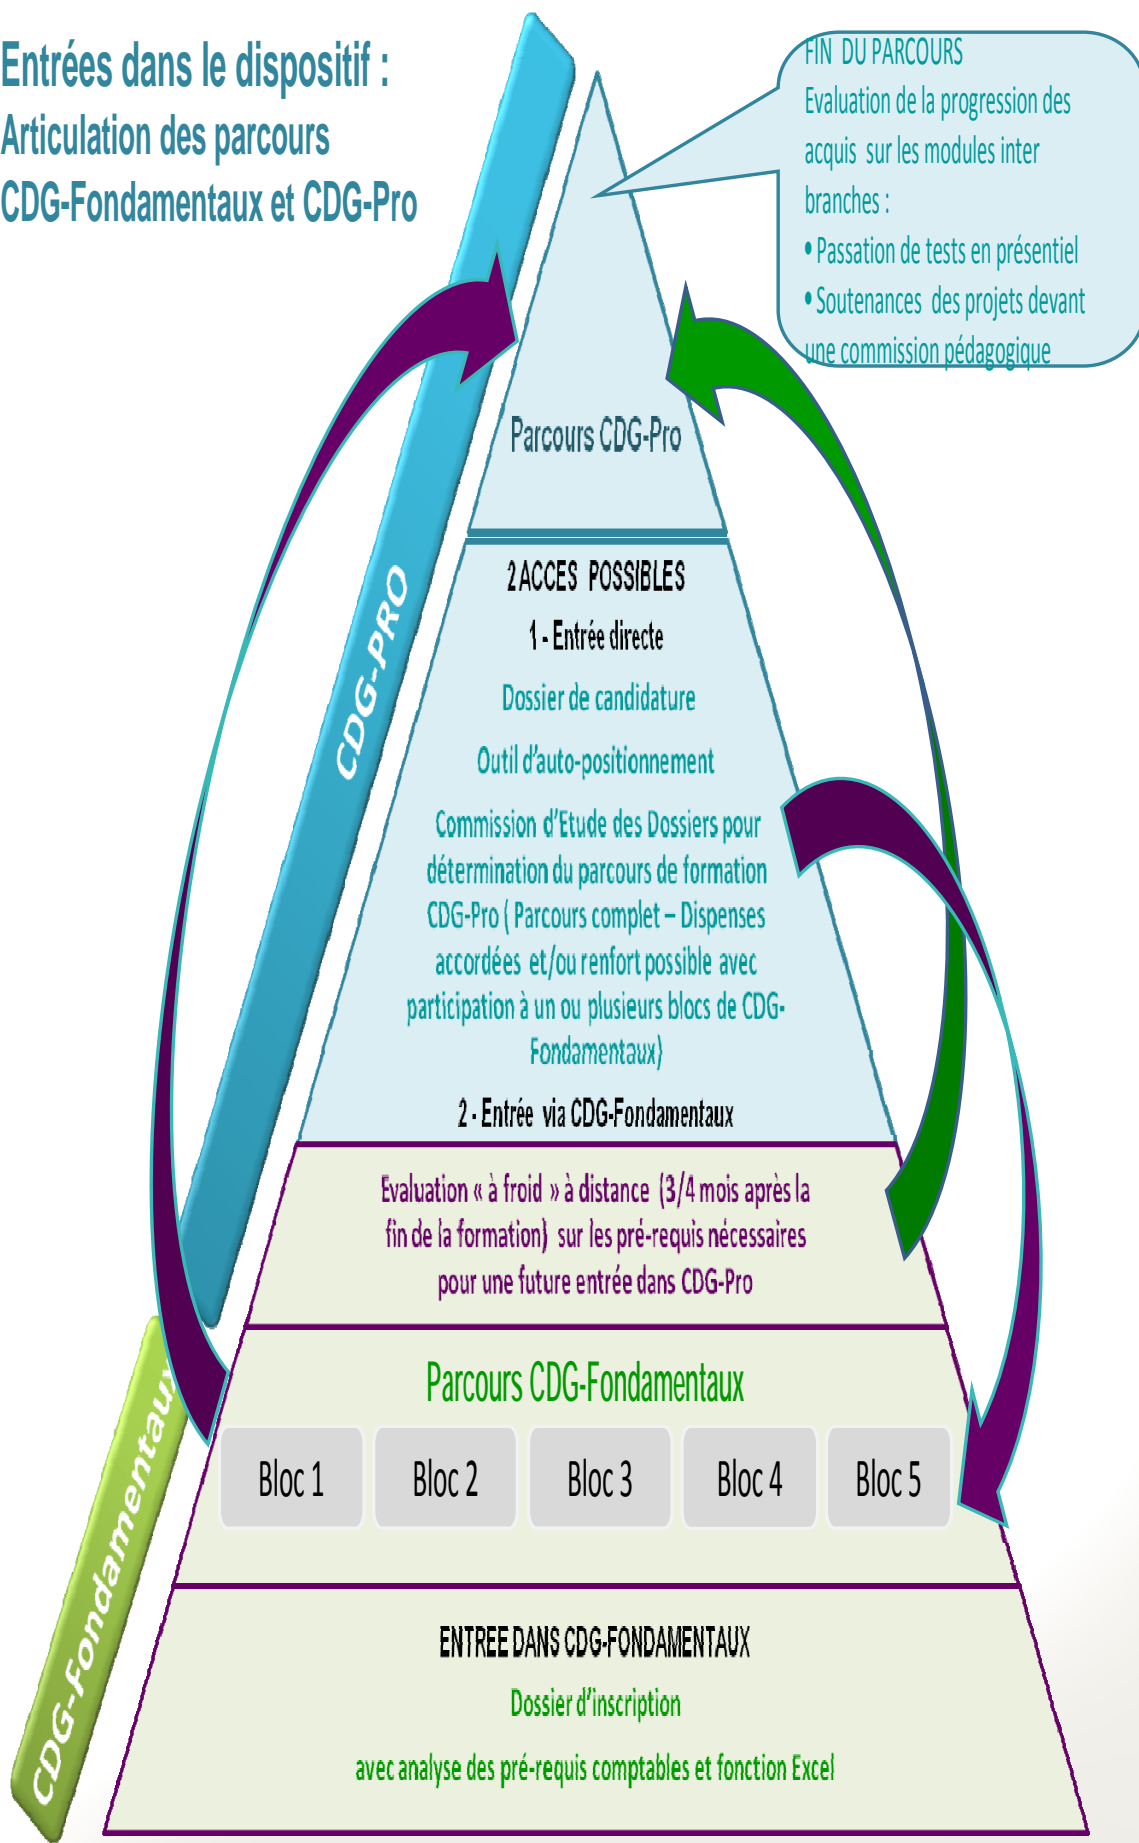 Entrées dans le dispositif :
Articulation des parcours
CDG-Fondamentaux et CDG-Pro
FIN DU PARCOURS
Evaluation de la progression des
acquis sur les modules inter
branches :
• Passation de tests en présentiel
• Soutenances des projets devant
une commission pédagogique
Parcours CDG-Pro
CDG-PRO
2 ACCES POSSIBLES
1 - Entrée directe
Dossier de candidature
Outil d'auto-positionnement
Commission d'Etude des Dossiers pour
détermination du parcours de formation
CDG-Pro ( Parcours complet – Dispenses
accordées et/ou renfort possible avec
participation à un ou plusieurs blocs de CDG-
Fondamentaux)
2 - Entrée via CDG-Fondamentaux
Evaluation « à froid » à distance (3/4 mois après la
fin de la formation) sur les pré-requis nécessaires
pour une future entrée dans CDG-Pro
CDG-Fondamentaux
Parcours CDG-Fondamentaux
Bloc 1
Bloc 2
Bloc 3
Bloc 4
Bloc 5
ENTREE DANS CDG-FONDAMENTAUX
Dossier d'inscription
avec analyse des pré-requis comptables et fonction Excel